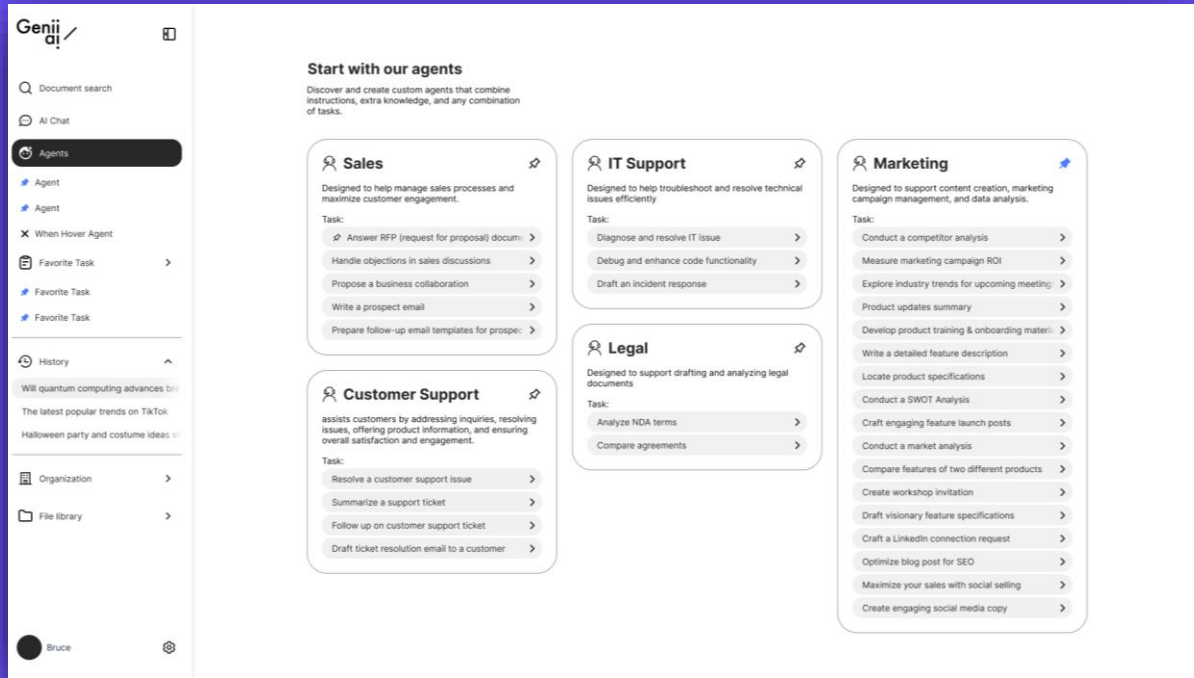 Genii
ai
Document search
AI Chat
Agents
Agent
Agent
When Hover Agent
Favorite Task
Favorite Task
Favorite Task
History
Will quantum computing advances
The latest popular trends on TikTok
Halloween party and costume ideas
Organization
File library
Bruce
Start with our agents
Discover and create custom agents that combine
instructions, extra knowledge, and any combination
of tasks.
Sales
Designed to help manage sales processes and
maximize customer engagement.
Task:
Answer RFP (request for proposal) docum
Handle objections in sales discussions
Propose a business collaboration
Write a prospect email
Prepare follow-up email templates for prospec
Customer Support
assists customers by addressing inquiries, resolving
issues, offering product information, and ensuring
overall satisfaction and engagement.
Task:
Resolve a customer support issue
Summarize a support ticket
Follow up on customer support ticket
Draft ticket resolution email to a customer
IT Support
Designed to help troubleshoot and resolve technical
issues efficiently
Task:
Diagnose and resolve IT issue
Debug and enhance code functionality
Draft an incident response
Legal
Designed to support drafting and analyzing legal
documents
Task:
Analyze NDA terms
Compare agreements
Marketing
Designed to support content creation, marketing
campaign management, and data analysis.
Task:
Conduct a competitor analysis
Measure marketing campaign ROI
Explore industry trends for upcoming meeting
Product updates summary
Develop product training & onboarding materi
Write a detailed feature description
Locate product specifications
Conduct a SWOT Analysis
Craft engaging feature launch posts
Conduct a market analysis
Compare features of two different products
Create workshop invitation
Draft visionary feature specifications
Craft a LinkedIn connection request
Optimize blog post for SEO
Maximize your sales with social selling
Create engaging social media copy